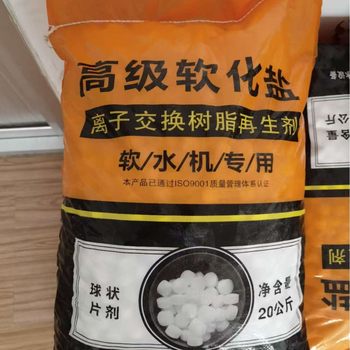 高级软化盐
离子交换树脂再生剂
软/水/机/专/用
本产品已通过ISO9001质量管理体系认证
球状
片剂
净含量
20公斤